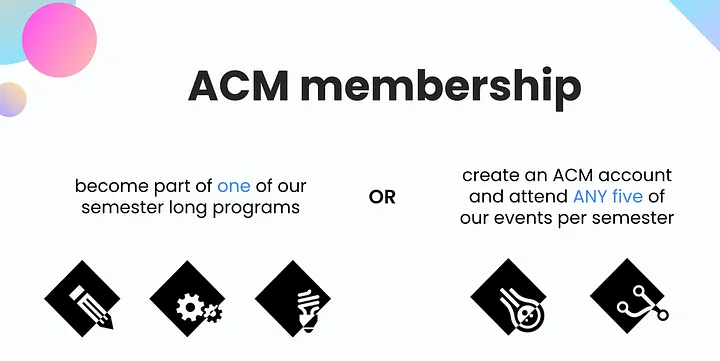 ACM membership
become part of one of our
semester long programs
OR
create an ACM account
and attend ANY five of
our events per semester